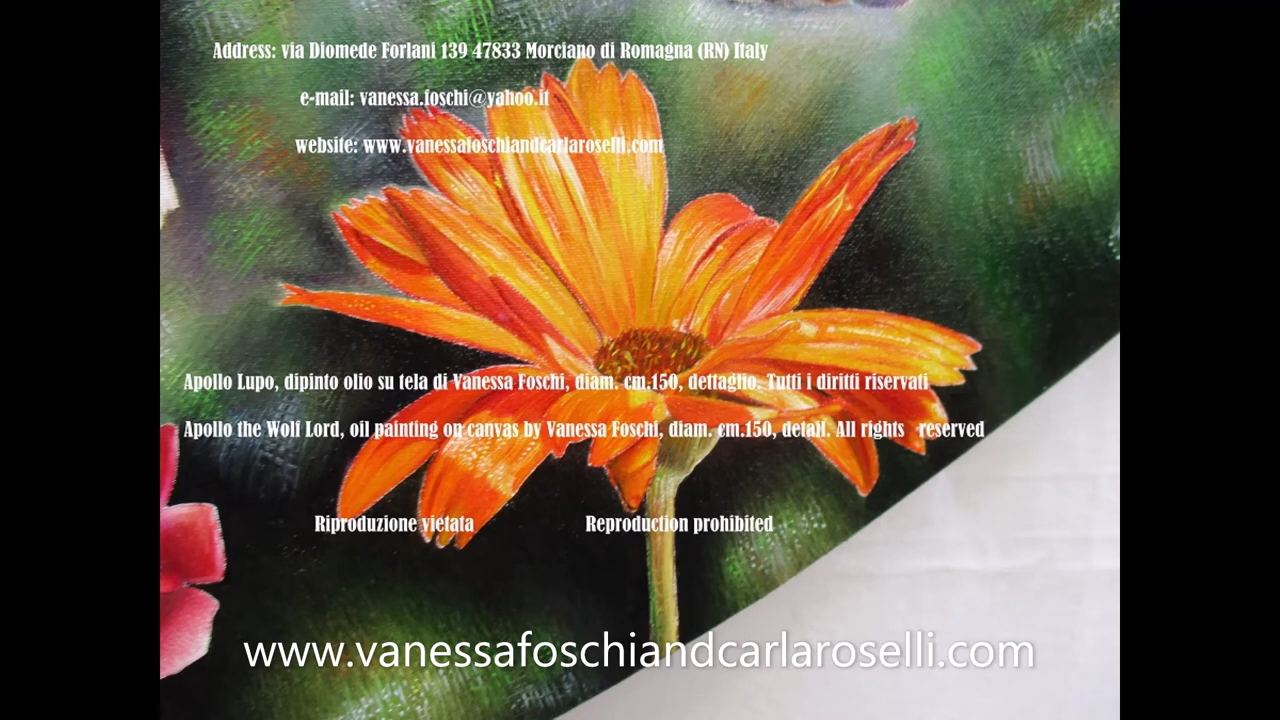 Address: via Diomede Forlani 139 47833 Morciano di Romagna (RN) Italy
e-mail: vanessa.foschi@yahoo.it
website: www.vanessafoschiandcarlaroselli.com
Apollo Lupo, dipinto olio su tela di Vanessa Foschi, diam. cm.150, dettaglio. Tutti i diritti riservati
Apollo the Wolf Lord, oil painting on canvas by Vanessa Foschi, diam. cm.150, detail. All rights reserved
Riproduzione vietata Reproduction prohibited
www.vanessafoschiandcarlaroselli.com